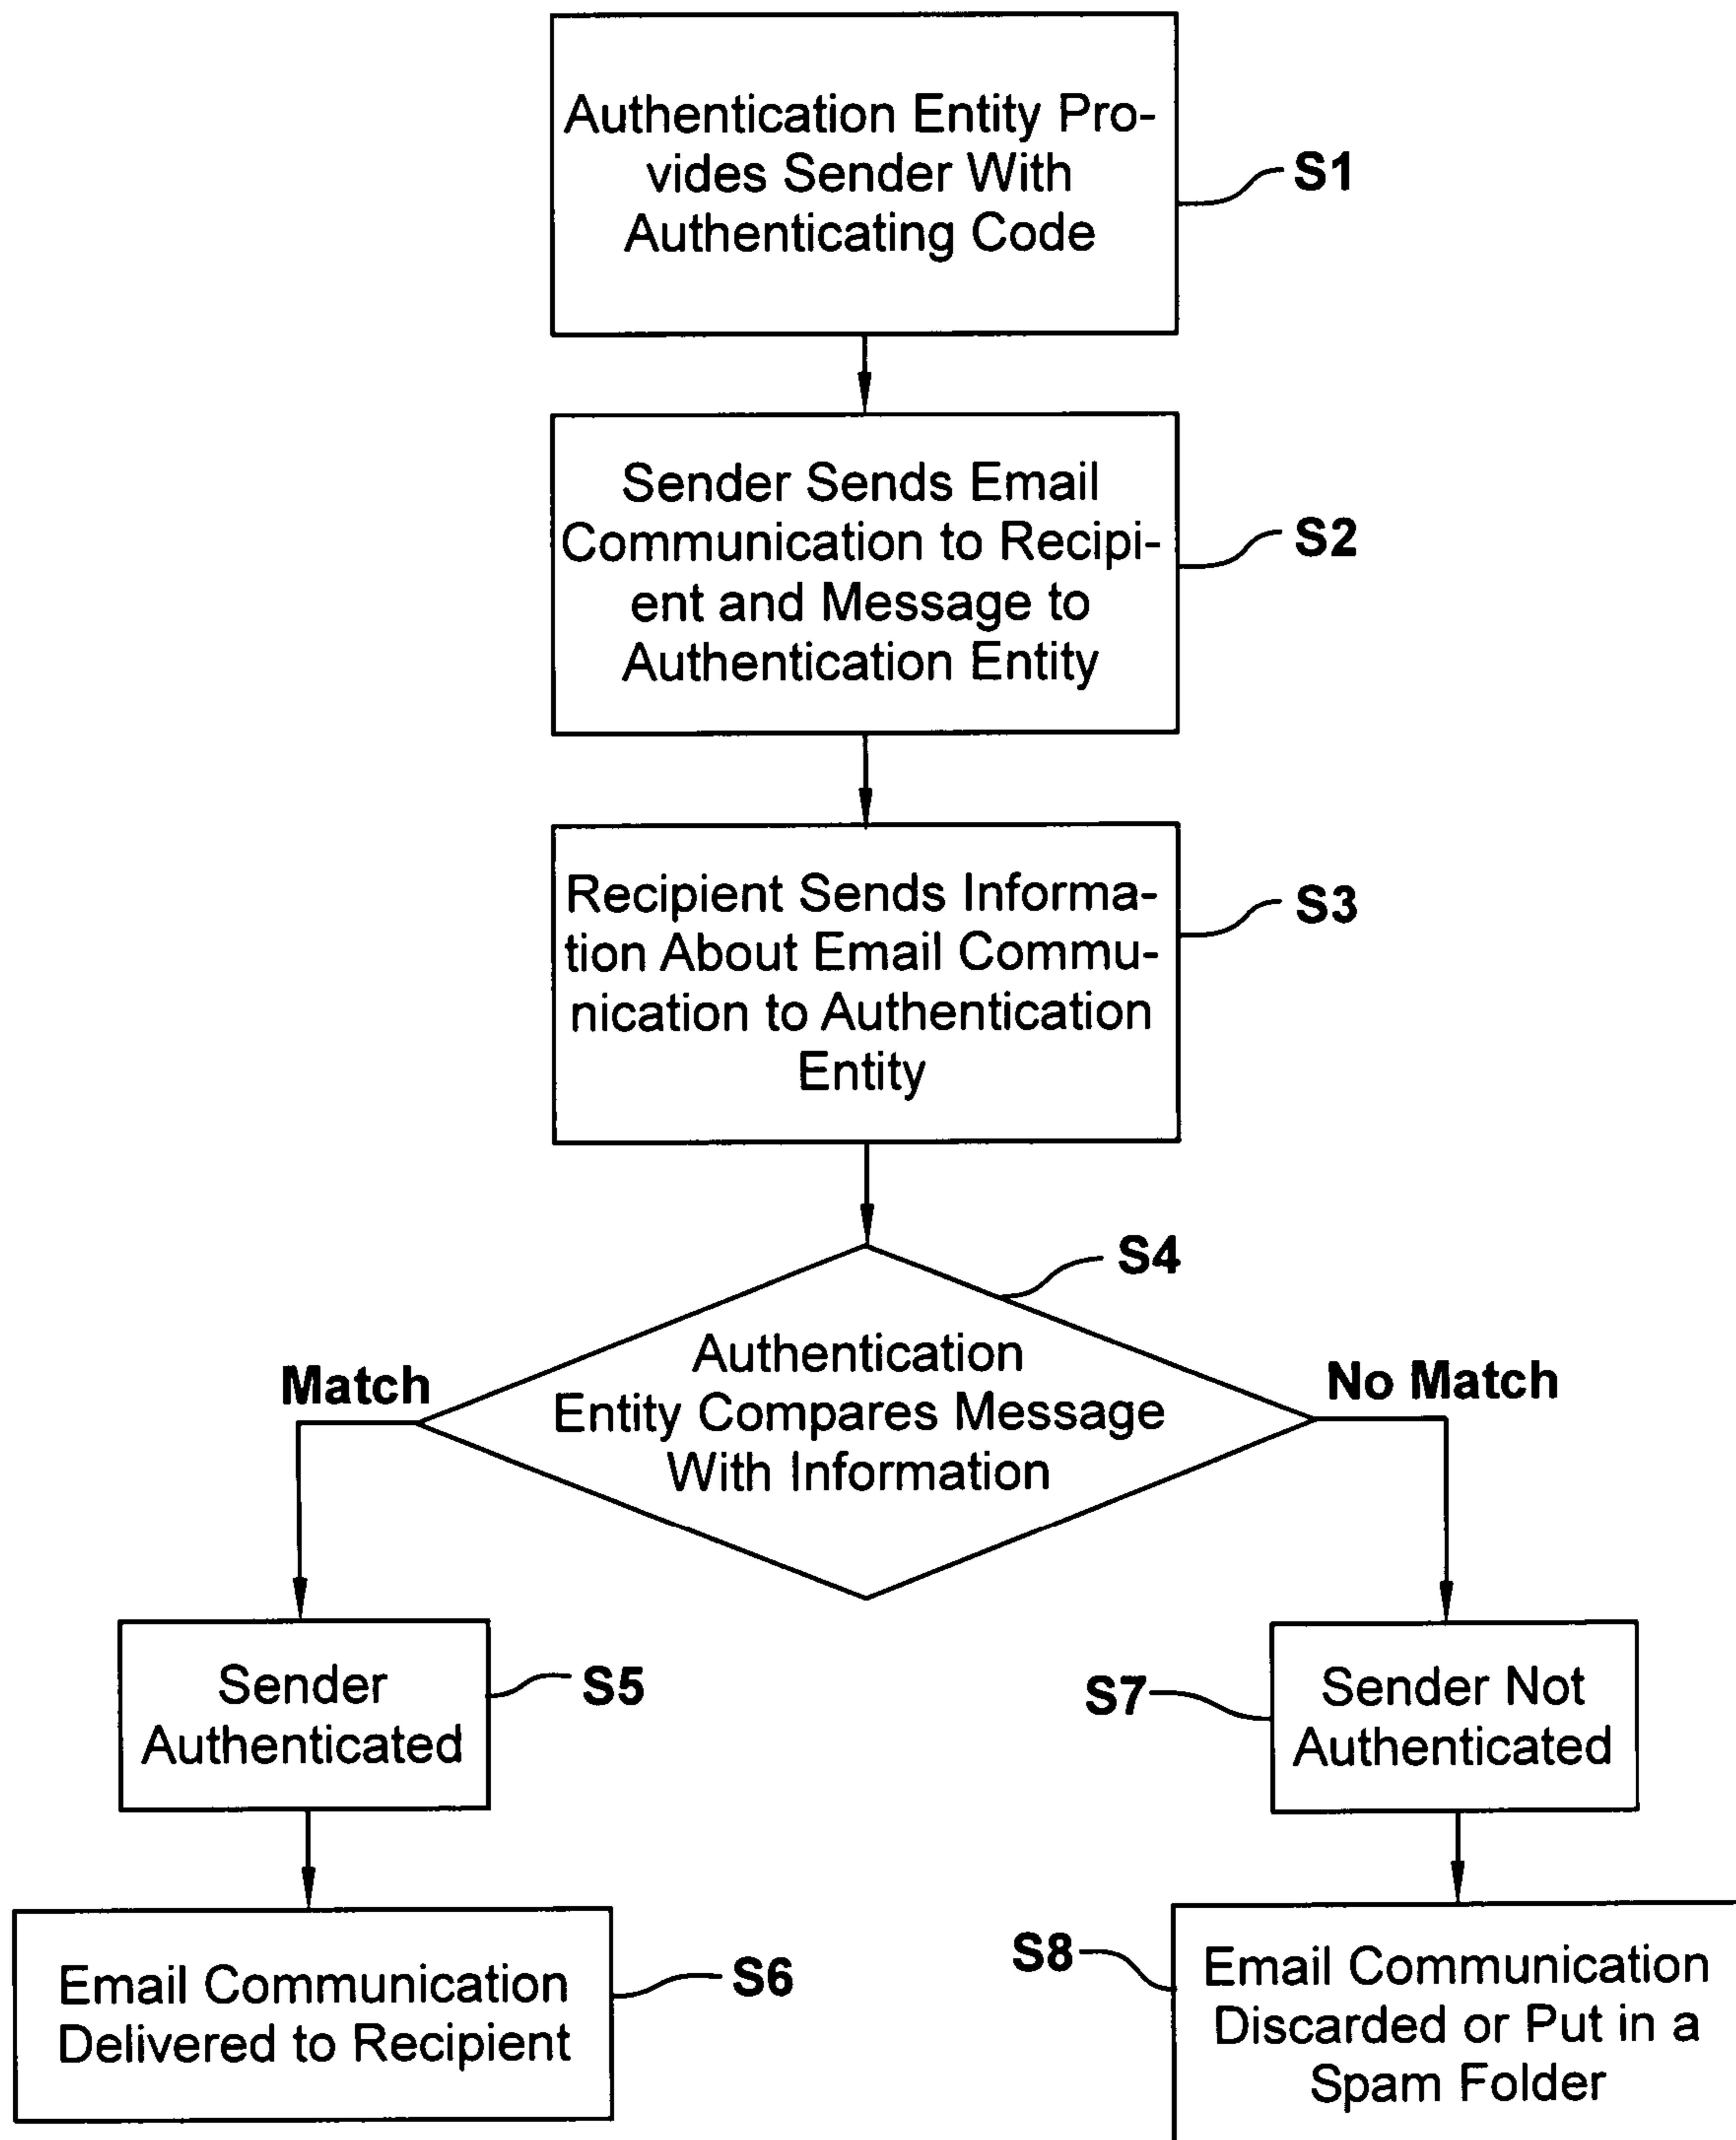 Authentication Entity Pro-
vides Sender With
Authenticating Code
S1
Sender Sends Email
Communication to Recipi-
ent and Message to
Authentication Entity
S2
Recipient Sends Informa-
tion About Email Commu-
nication to Authentication
Entity
S3
S4
Authentication
Entity Compares Message
With Information
Match
No Match
Sender
Authenticated
S5
S7
Sender Not
Authenticated
Email Communication
Delivered to Recipient
S6
S8
Email Communication
Discarded or Put in a
Spam Folder